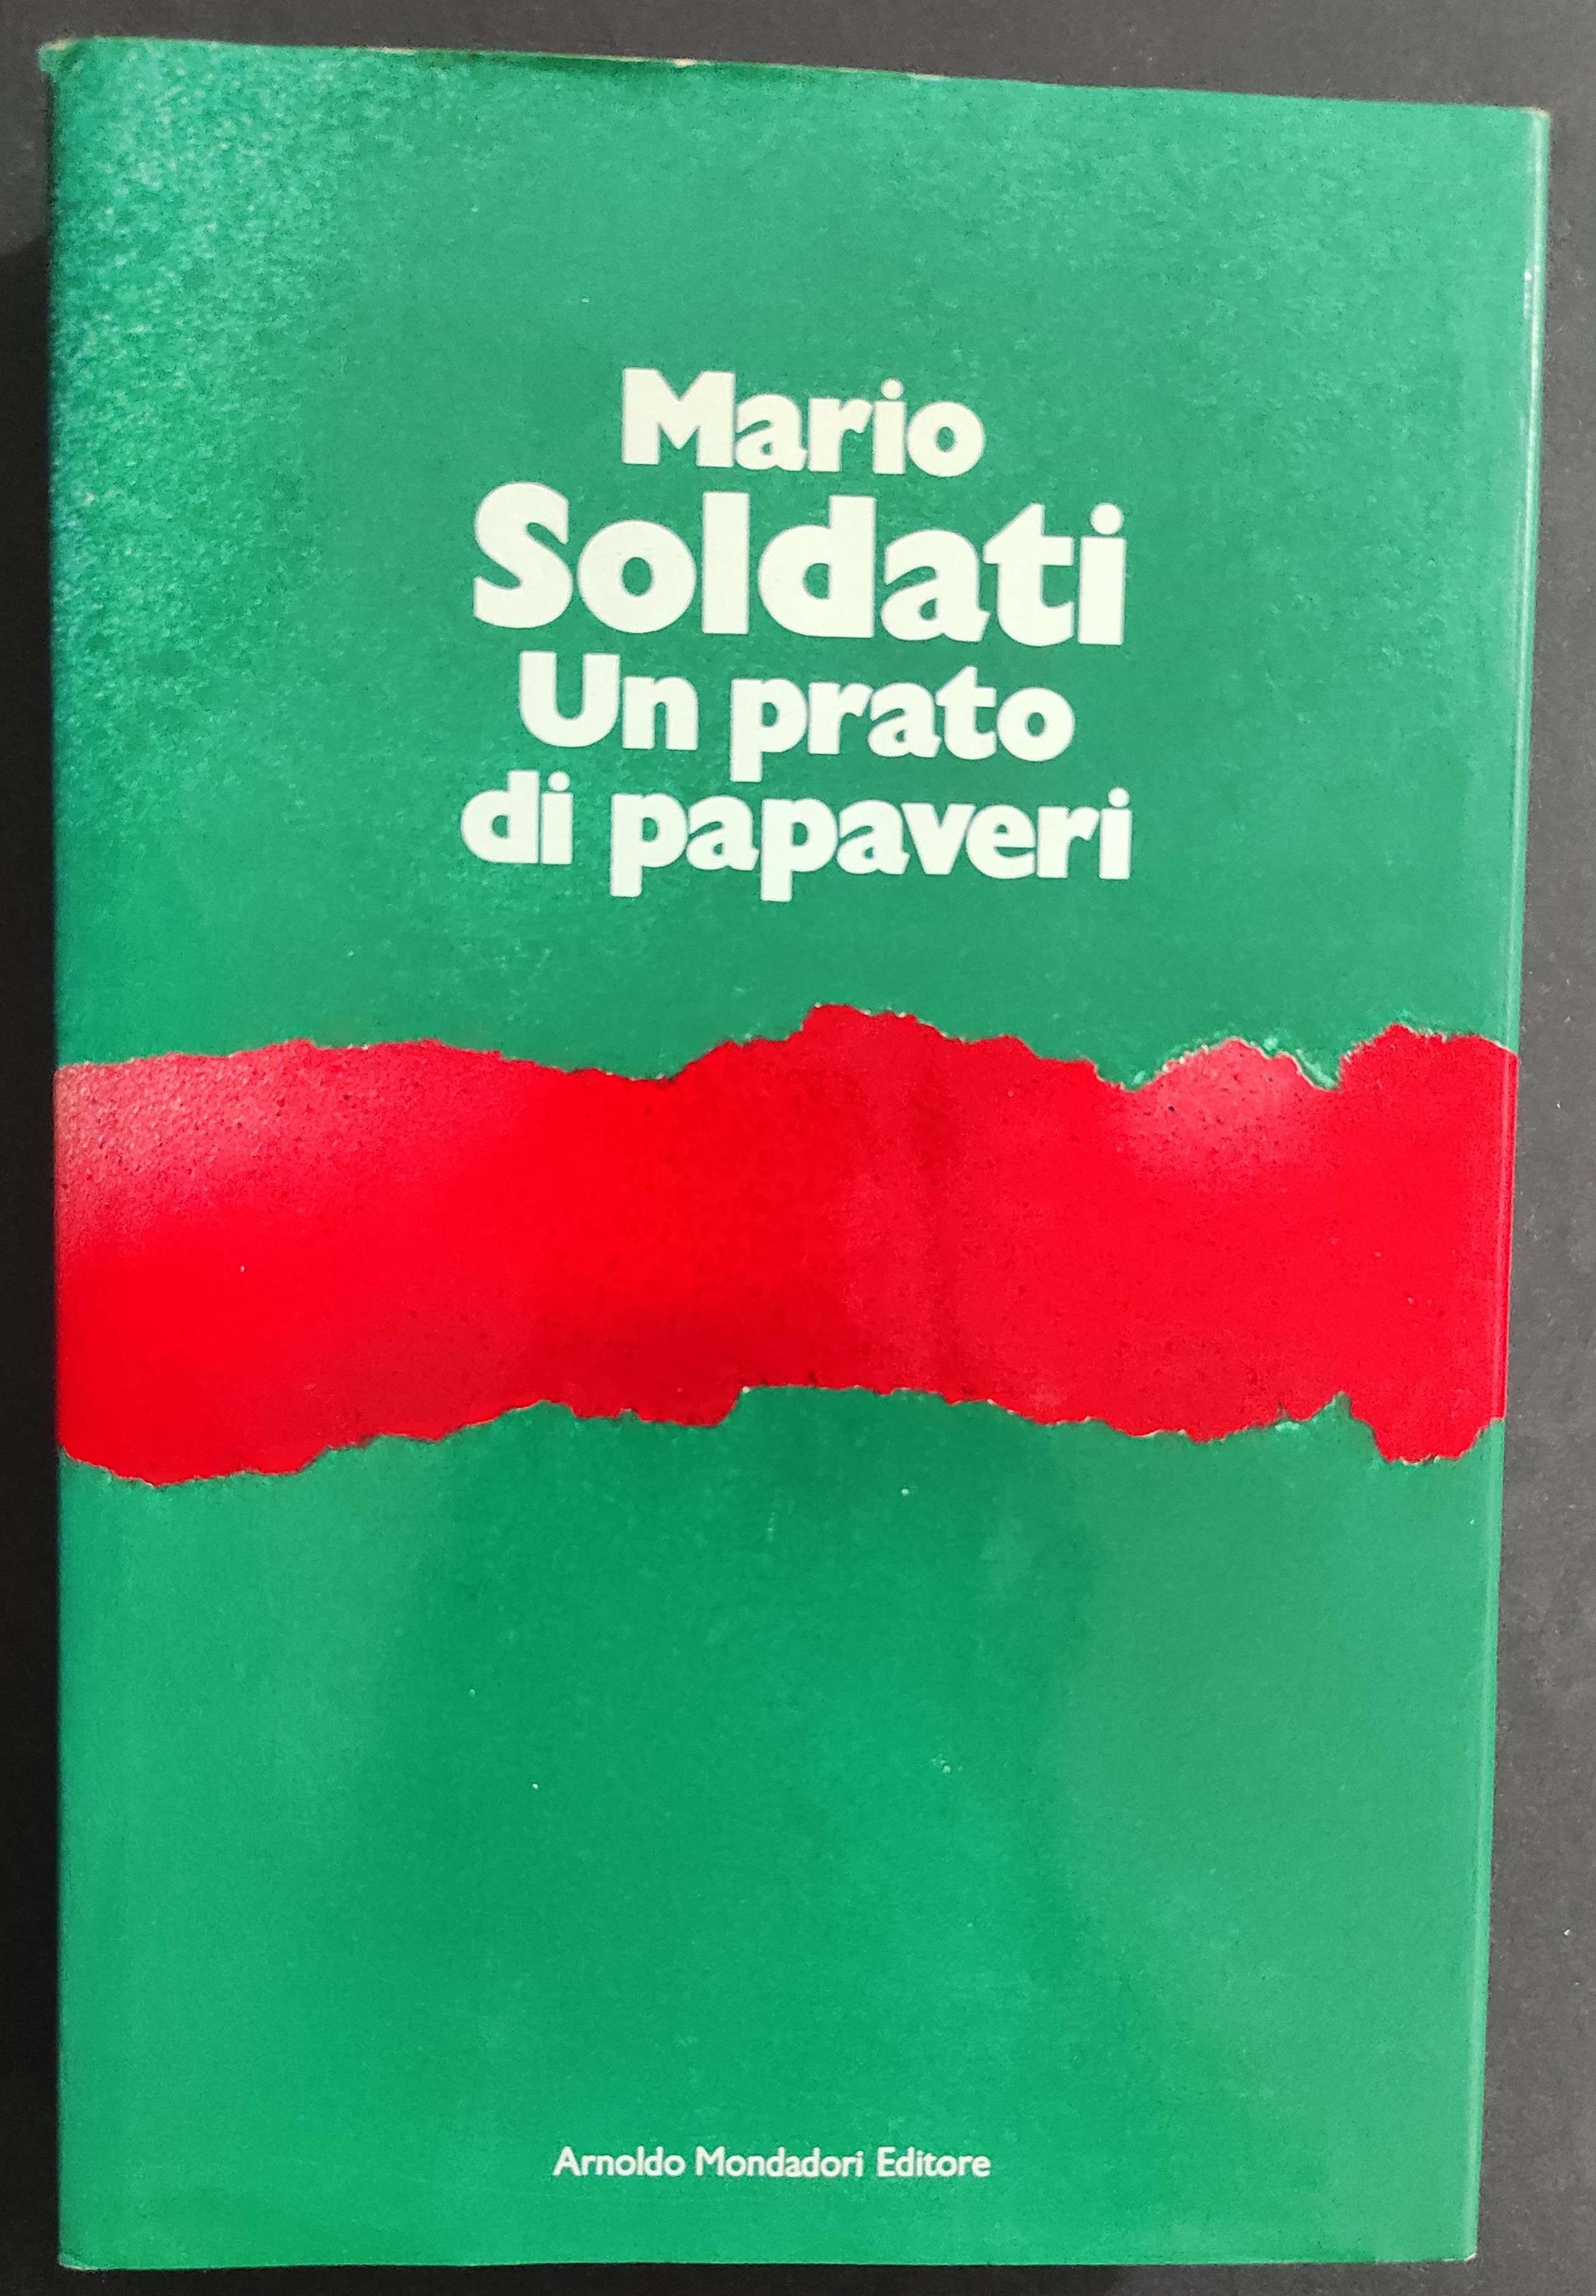 Mario
Soldati
Un prato
di papaveri
Arnoldo Mondadori Editore